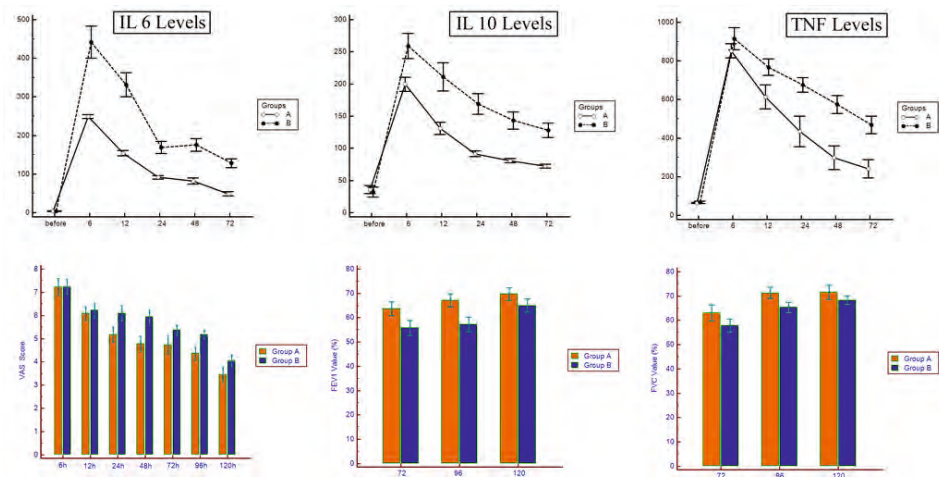 IL 6 Levels
500
400
300
200
100
0
before 6 12 24 48 72
Groups
A
B
IL 10 Levels
300
250
200
150
100
50
0
before 6 12 24 48 72
Groups
A
B
TNF Levels
1000
800
600
400
200
0
before 6 12 24 48 72
Groups
A
B
VAS Score
8
7
6
5
4
3
2
1
0
6h 12h 24h 48h 72h 96h 120h
Group A
Group B
FEV1 Value (%)
80
70
60
50
40
30
20
10
0
72 96 120
Group A
Group B
FVC Value (%)
80
70
60
50
40
30
20
10
0
72 96 120
Group A
Group B